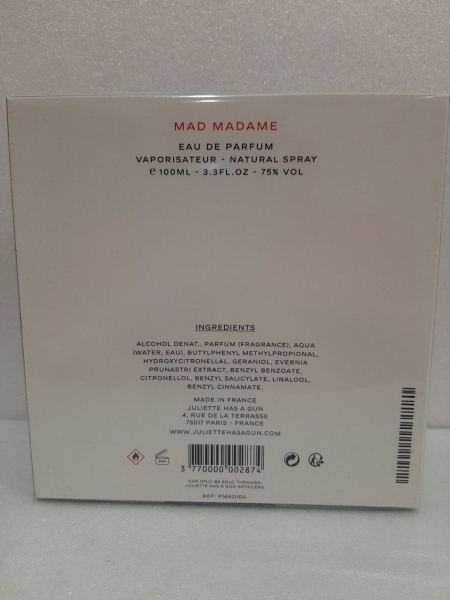 MAD MADAME
EAU DE PARFUM
VAPORISATEUR - NATURAL SPRAY
℮ 100ML - 3.3FL.OZ - 75% VOL
INGREDIENTS
ALCOHOL DENAT., PARFUM (FRAGRANCE), AQUA
(WATER, EAU), BUTYLPHENYL METHYLPROPIONAL,
HYDROXYCITRONELLAL, GERANIOL, EVERNIA
PRUNASTRI EXTRACT, BENZYL BENZOATE,
CITRONELLOL, BENZYL SALICYLATE, LINALOOL,
BENZYL CINNAMATE.
MADE IN FRANCE
JULIETTE HAS A GUN
4, RUE DE LA TERRASSE
75017 PARIS - FRANCE
WWW.JULIETTEHASAGUN.COM
3 770000 002874
CAN ONLY BE SOLD THROUGH
JULIETTE HAS A GUN RETAILERS
REF: PMAD100